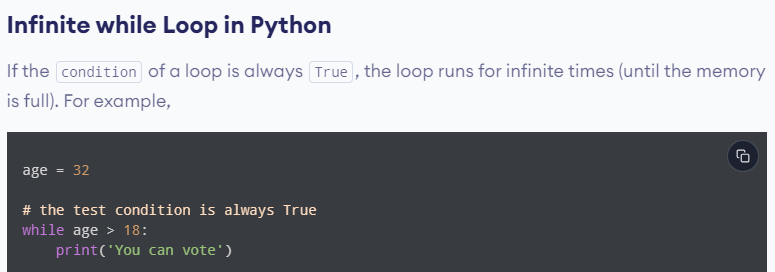 Infinite while Loop in Python
If the condition of a loop is always True, the loop runs for infinite times (until the memory
is full). For example,
age = 32
# the test condition is always True
while age > 18:
    print('You can vote')